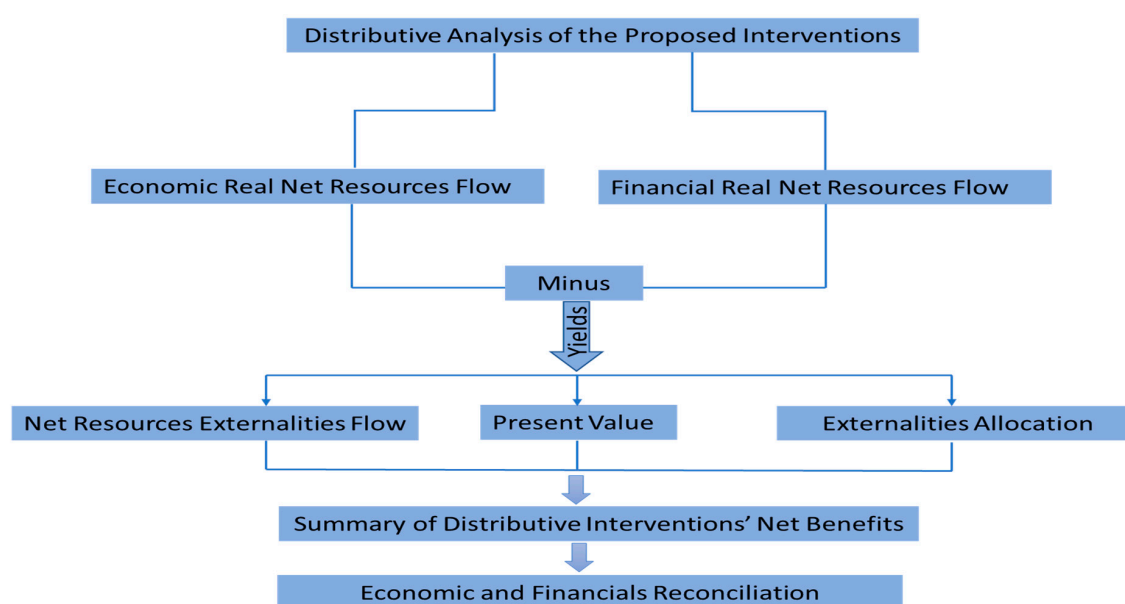 Distributive Analysis of the Proposed Interventions
Economic Real Net Resources Flow
Financial Real Net Resources Flow
Minus
Yields
Net Resources Externalities Flow
Present Value
Externalities Allocation
Summary of Distributive Interventions’ Net Benefits
Economic and Financials Reconciliation